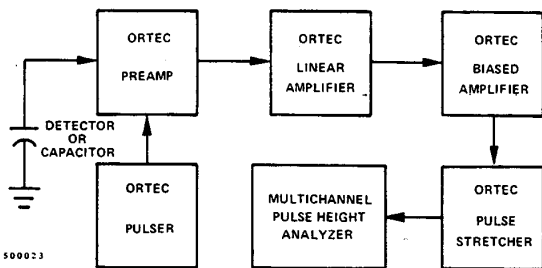 ORTEC
PREAMP
ORTEC
LINEAR
AMPLIFIER
ORTEC
BIASED
AMPLIFIER
DETECTOR
OR
CAPACITOR
ORTEC
PULSER
MULTICHANNEL
PULSE HEIGHT
ANALYZER
ORTEC
PULSE
STRETCHER
500023